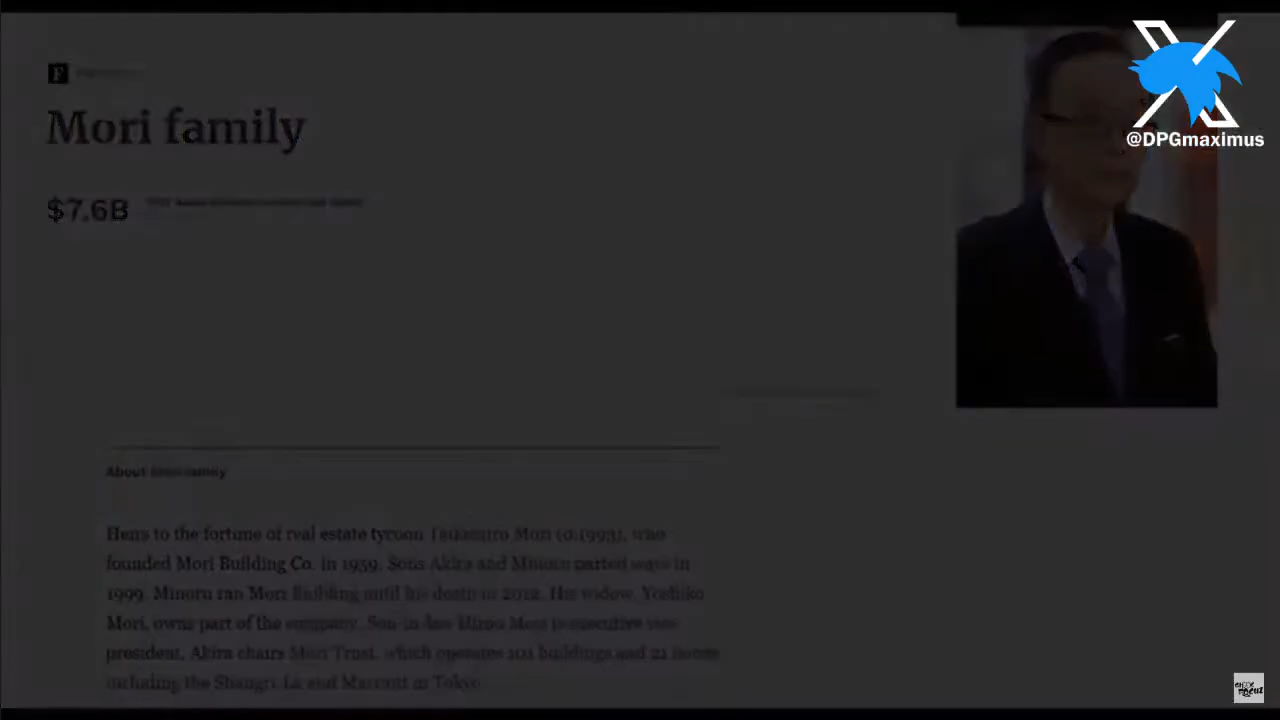 F
Mori family
$7.6B
@DPGmaximus
About Mori family
Heirs to the fortune of real estate tycoon Taikichiro Mori (d.1993), who
founded Mori Building Co. in 1959. Sons Akira and Minoru parted ways in
1999. Minoru ran Mori Building until his death in 2012. His widow, Yoshiko
Mori, owns part of the company. Son-in-law Hiroo Mori is executive vice
president. Akira chairs Mori Trust, which operates 101 buildings and 21 hotels
including the Shangri-La and Marriott in Tokyo.